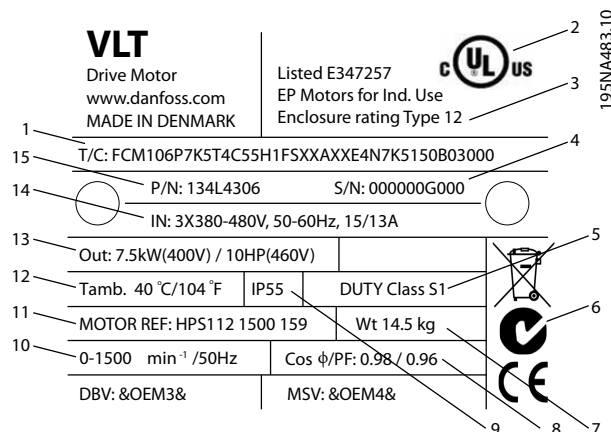 VLT
Drive Motor
www.danfoss.com
MADE IN DENMARK
Listed E347257
EP Motors for Ind. Use
Enclosure rating Type 12
C UL US
®
195NA483.10
2
3
1
T/C: FCM106P7K5T4C55H1FSXXAXXE4N7K5150B03000
4
15
P/N: 134L4306 S/N: 000000G000
14
IN: 3X380-480V, 50-60Hz, 15/13A
13
Out: 7.5kW(400V) / 10HP(460V)
5
12
Tamb. 40 °C/104 °F IP55 DUTY Class S1
6
11
MOTOR REF: HPS112 1500 159 Wt 14.5 kg
10
0-1500 min⁻¹ /50Hz Cos ϕ/PF: 0.98 / 0.96
CE
DBV: &OEM3& MSV: &OEM4&
9 8 7